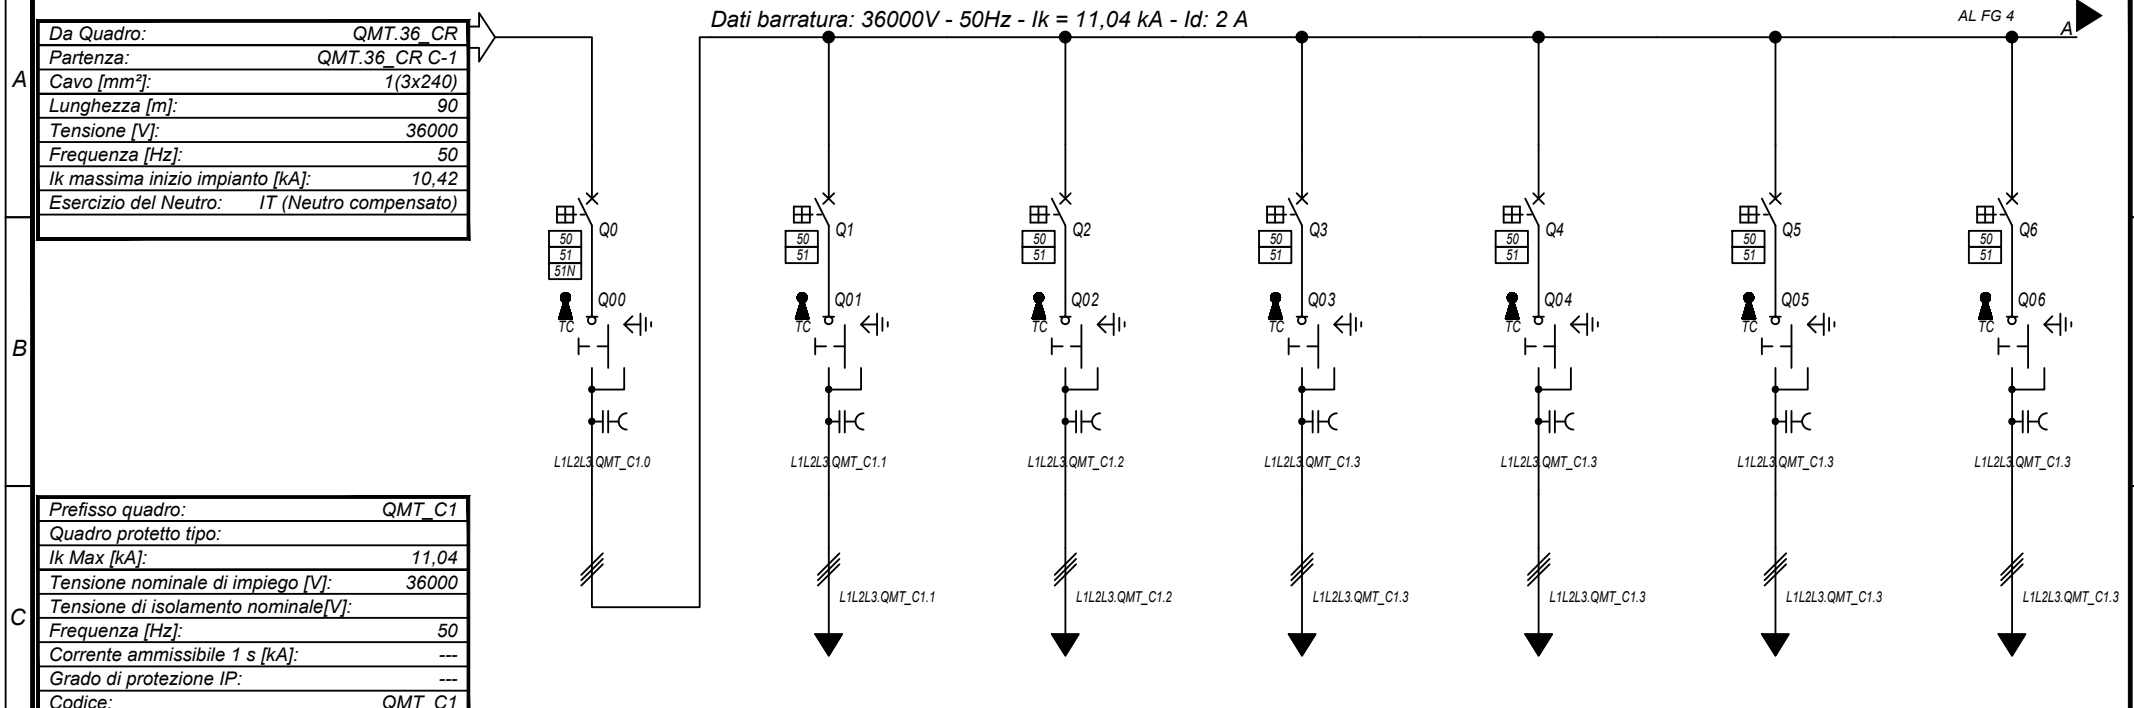 Dati barratura: 36000V - 50Hz - Ik = 11,04 kA - Id: 2 A
AL FG 4
A
A
Da Quadro: QMT.36_CR
Partenza: QMT.36_CR C-1
Cavo [mm²]: 1(3x240)
Lunghezza [m]: 90
Tensione [V]: 36000
Frequenza [Hz]: 50
Ik massima inizio impianto [kA]: 10,42
Esercizio del Neutro: IT (Neutro compensato)
Q0 Q1 Q2 Q3 Q4 Q5 Q6
50 50 50 50 50 50 50
51 51 51 51 51 51 51
51N
Q00 Q01 Q02 Q03 Q04 Q05 Q06
TC TC TC TC TC TC TC
B
L1L2L3.QMT_C1.0 L1L2L3.QMT_C1.1 L1L2L3.QMT_C1.2 L1L2L3.QMT_C1.3 L1L2L3.QMT_C1.3 L1L2L3.QMT_C1.3 L1L2L3.QMT_C1.3
L1L2L3.QMT_C1.1 L1L2L3.QMT_C1.2 L1L2L3.QMT_C1.3 L1L2L3.QMT_C1.3 L1L2L3.QMT_C1.3 L1L2L3.QMT_C1.3
C
Prefisso quadro: QMT_C1
Quadro protetto tipo:
Ik Max [kA]: 11,04
Tensione nominale di impiego [V]: 36000
Tensione di isolamento nominale[V]:
Frequenza [Hz]: 50
Corrente ammissibile 1 s [kA]: ---
Grado di protezione IP: ---
Codice: QMT_C1